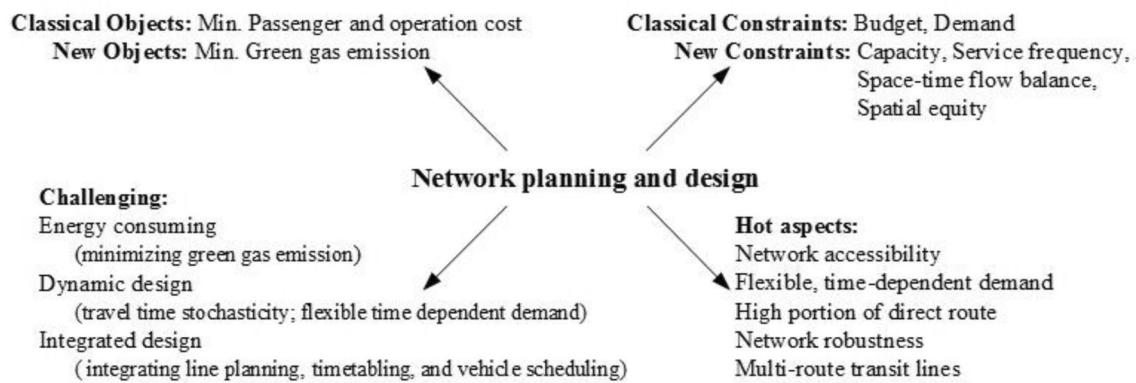 Classical Objects: Min. Passenger and operation cost
New Objects: Min. Green gas emission
Classical Constraints: Budget, Demand
New Constraints: Capacity, Service frequency,
Space-time flow balance,
Spatial equity
Network planning and design
Challenging:
Energy consuming
(minimizing green gas emission)
Dynamic design
(travel time stochasticity; flexible time dependent demand)
Integrated design
( integrating line planning, timetabling, and vehicle scheduling)
Hot aspects:
Network accessibility
Flexible, time-dependent demand
High portion of direct route
Network robustness
Multi-route transit lines